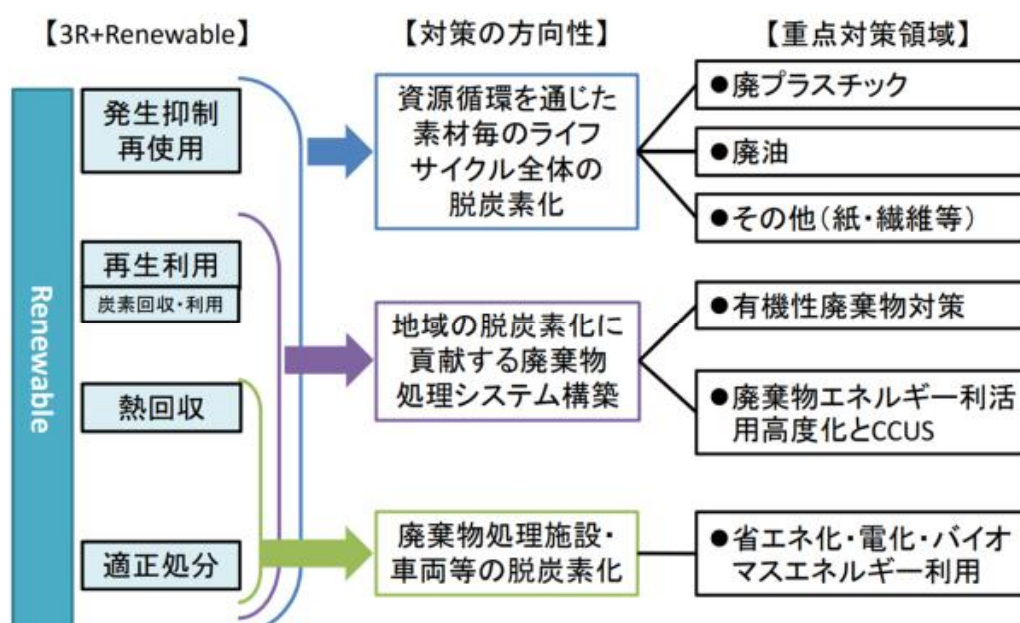 【3R+Renewable】
【対策の方向性】
【重点対策領域】
Renewable
発生抑制
再使用
再生利用
炭素回収・利用
熱回収
適正処分
資源循環を通じた
素材毎のライフ
サイクル全体の
脱炭素化
地域の脱炭素化に
貢献する廃棄物
処理システム構築
廃棄物処理施設・
車両等の脱炭素化
●廃プラスチック
●廃油
●その他（紙・繊維等）
●有機性廃棄物対策
●廃棄物エネルギー利活
用高度化とCCUS
●省エネ化・電化・バイオ
マスエネルギー利用